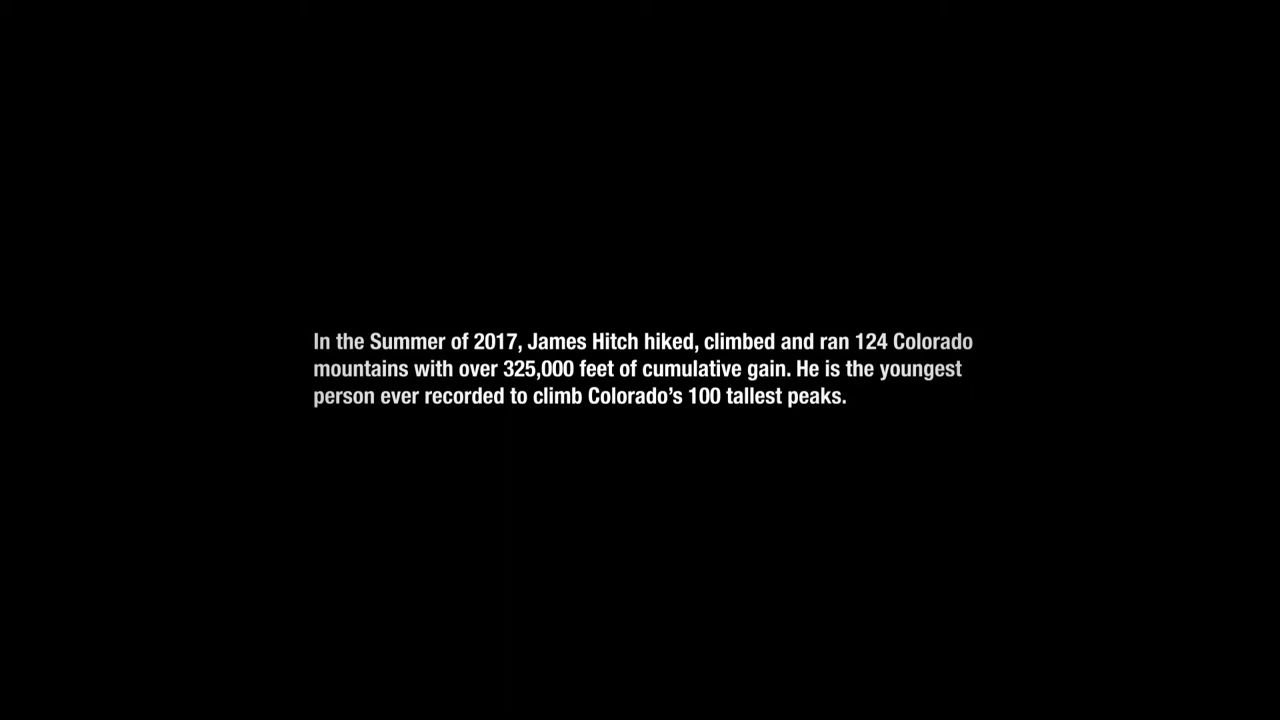 In the Summer of 2017, James Hitch hiked, climbed and ran 124 Colorado
mountains with over 325,000 feet of cumulative gain. He is the youngest
person ever recorded to climb Colorado’s 100 tallest peaks.